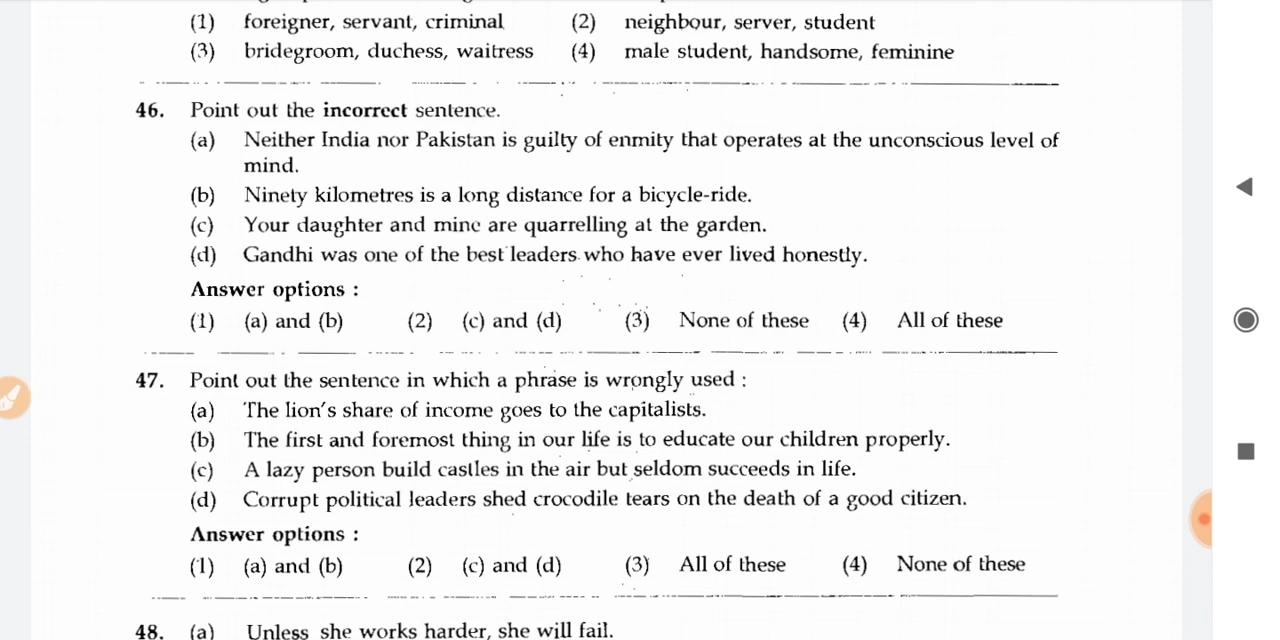 (1) foreigner, servant, criminal (2) neighbour, server, student
(3) bridegroom, duchess, waitress (4) male student, handsome, feminine
46. Point out the incorrect sentence.
(a) Neither India nor Pakistan is guilty of enmity that operates at the unconscious level of
mind.
(b) Ninety kilometres is a long distance for a bicycle-ride.
(c) Your daughter and mine are quarrelling at the garden.
(d) Gandhi was one of the best leaders who have ever lived honestly.
Answer options :
(1) (a) and (b) (2) (c) and (d) (3) None of these (4) All of these
47. Point out the sentence in which a phrase is wrongly used :
(a) The lion's share of income goes to the capitalists.
(b) The first and foremost thing in our life is to educate our children properly.
(c) A lazy person build castles in the air but seldom succeeds in life.
(d) Corrupt political leaders shed crocodile tears on the death of a good citizen.
Answer options :
(1) (a) and (b) (2) (c) and (d) (3) All of these (4) None of these
48. (a) Unless she works harder, she will fail.